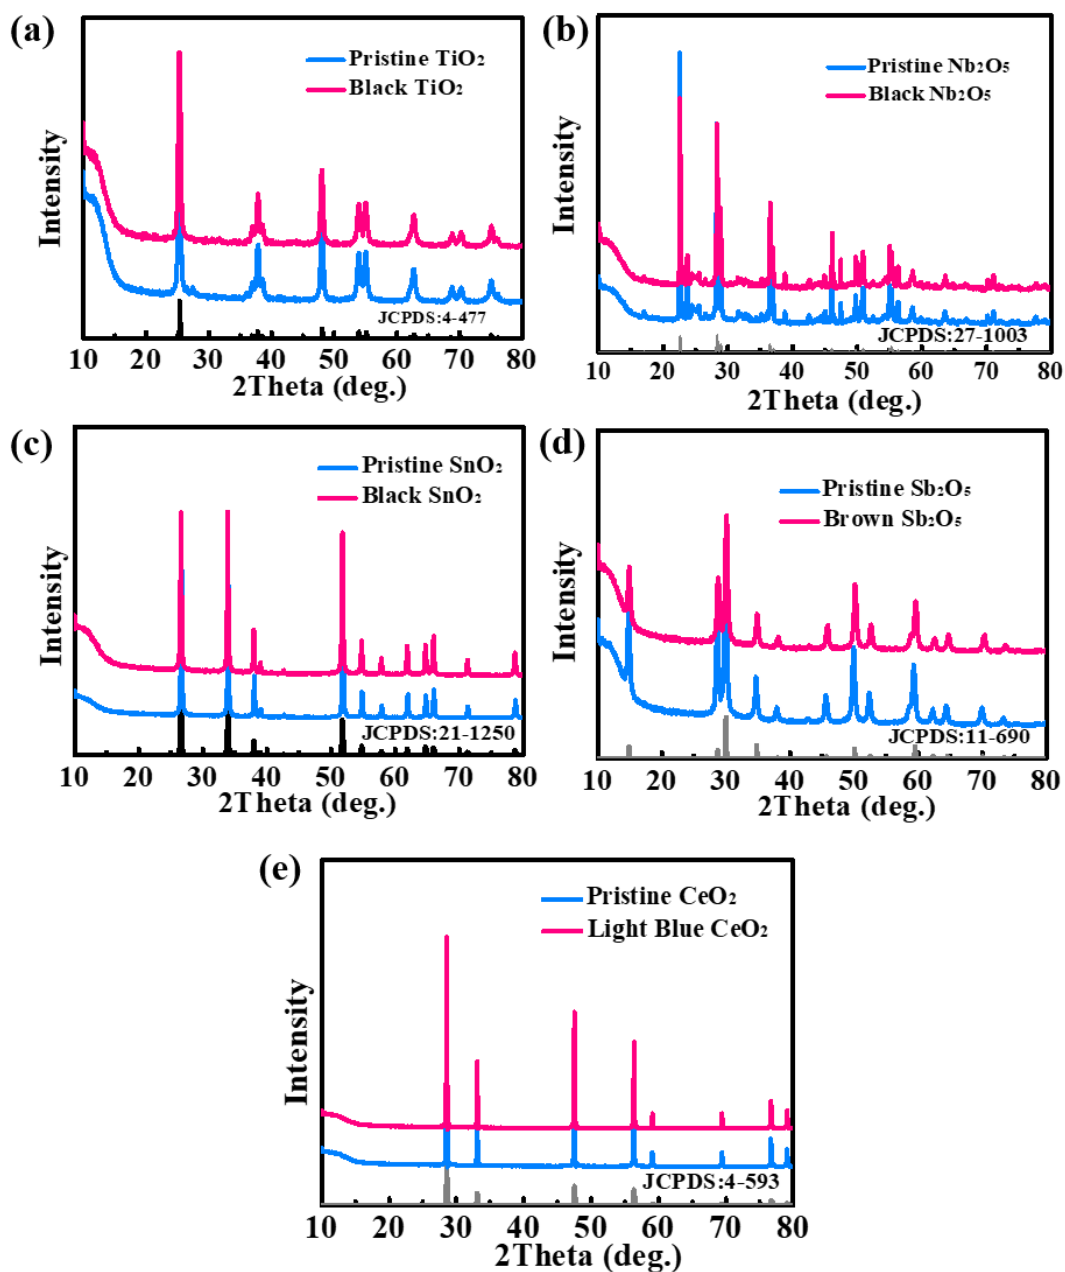 (a)
Pristine TiO₂
Black TiO₂
Intensity
JCPDS:4-477
10 20 30 40 50 60 70 80
2Theta (deg.)
(b)
Pristine Nb₂O₅
Black Nb₂O₅
Intensity
JCPDS:27-1003
10 20 30 40 50 60 70 80
2Theta (deg.)
(c)
Pristine SnO₂
Black SnO₂
Intensity
JCPDS:21-1250
10 20 30 40 50 60 70 80
2Theta (deg.)
(d)
Pristine Sb₂O₅
Brown Sb₂O₅
Intensity
JCPDS:11-690
10 20 30 40 50 60 70 80
2Theta (deg.)
(e)
Pristine CeO₂
Light Blue CeO₂
Intensity
JCPDS:4-593
10 20 30 40 50 60 70 80
2Theta (deg.)